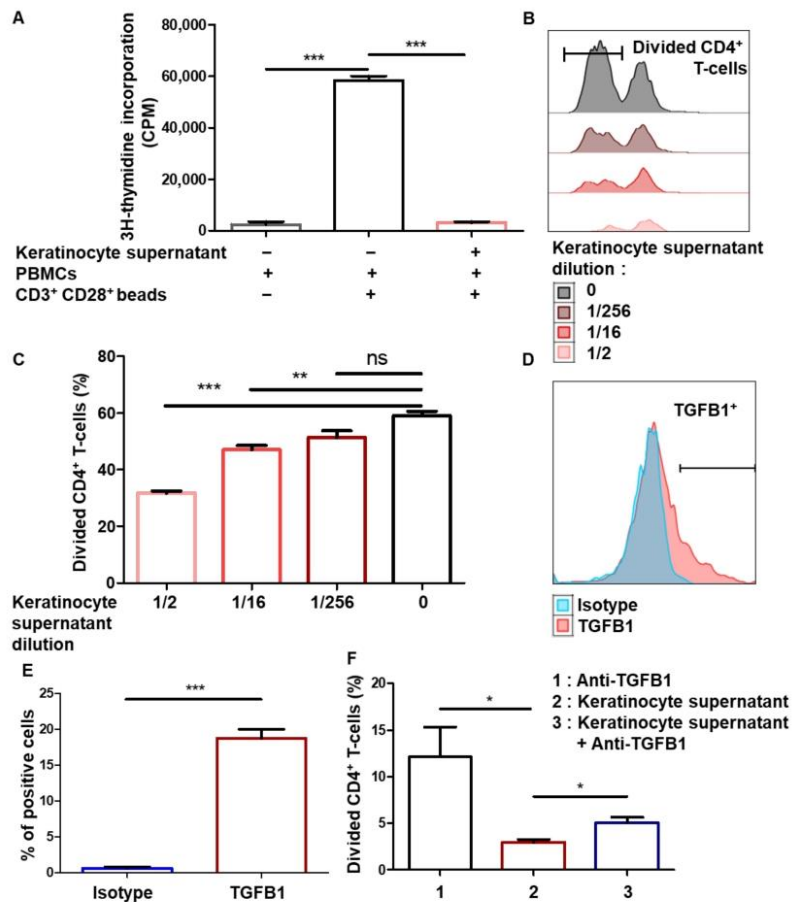 A
3H-thymidine incorporation
(CPM)
80,000
60,000
40,000
20,000
0
***
***
Keratinocyte supernatant – – +
PBMCs + + +
CD3⁺ CD28⁺ beads – + +
B
Divided CD4⁺
T-cells
Keratinocyte supernatant
dilution :
0
1/256
1/16
1/2
C
Divided CD4⁺ T-cells (%)
80
60
40
20
0
***
**
ns
1/2 1/16 1/256 0
Keratinocyte
supernatant
dilution
D
TGFB1⁺
Isotype
TGFB1
E
% of positive cells
25
20
15
10
5
0
***
Isotype TGFB1
F
Divided CD4⁺ T-cells (%)
20
15
10
5
0
*
*
1 2 3
1 : Anti-TGFB1
2 : Keratinocyte supernatant
3 : Keratinocyte supernatant
+ Anti-TGFB1